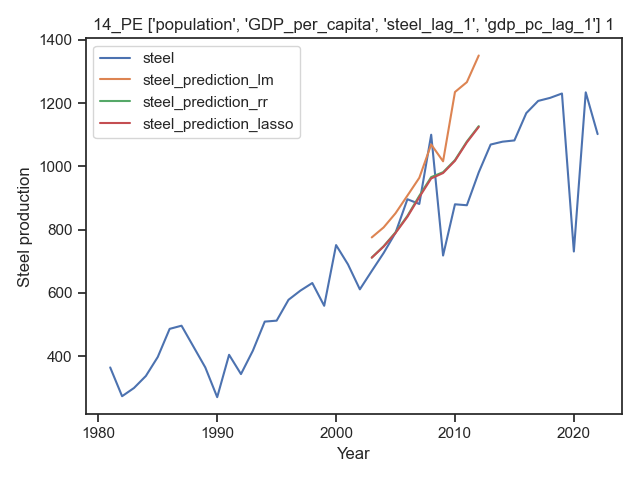 14_PE ['population', 'GDP_per_capita', 'steel_lag_1', 'gdp_pc_lag_1'] 1
steel
steel_prediction_lm
steel_prediction_rr
steel_prediction_lasso
1400
1200
1000
800
600
400
Steel production
1980 1990 2000 2010 2020
Year